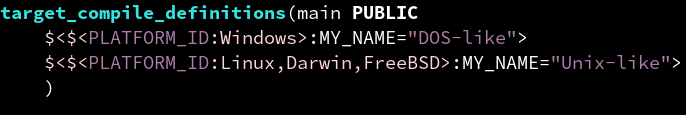 target_compile_definitions(main PUBLIC
    $<$<PLATFORM_ID:Windows>:MY_NAME="DOS-like">
    $<$<PLATFORM_ID:Linux,Darwin,FreeBSD>:MY_NAME="Unix-like">
    )